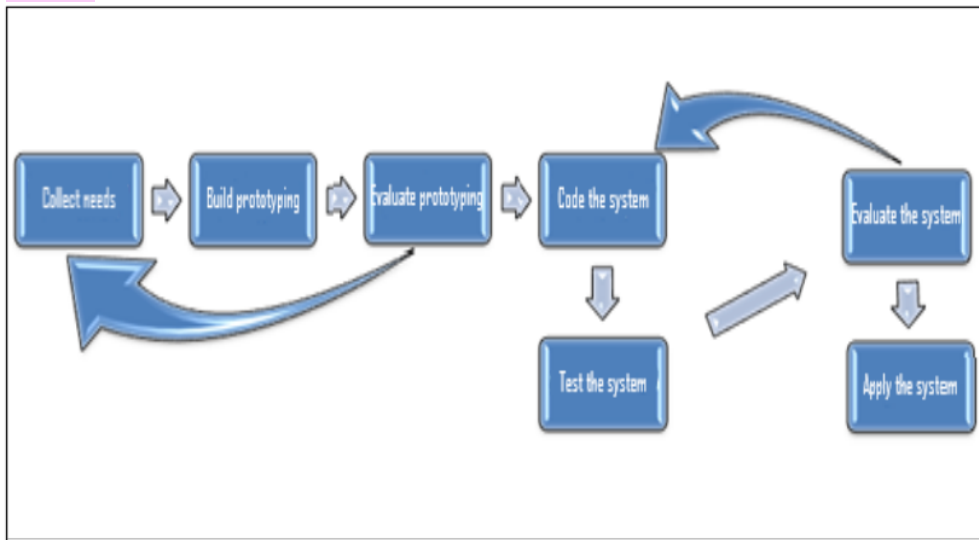 Collect needs
Build prototyping
Evaluate prototyping
Code the system
Evaluate the system
Test the system
Apply the system